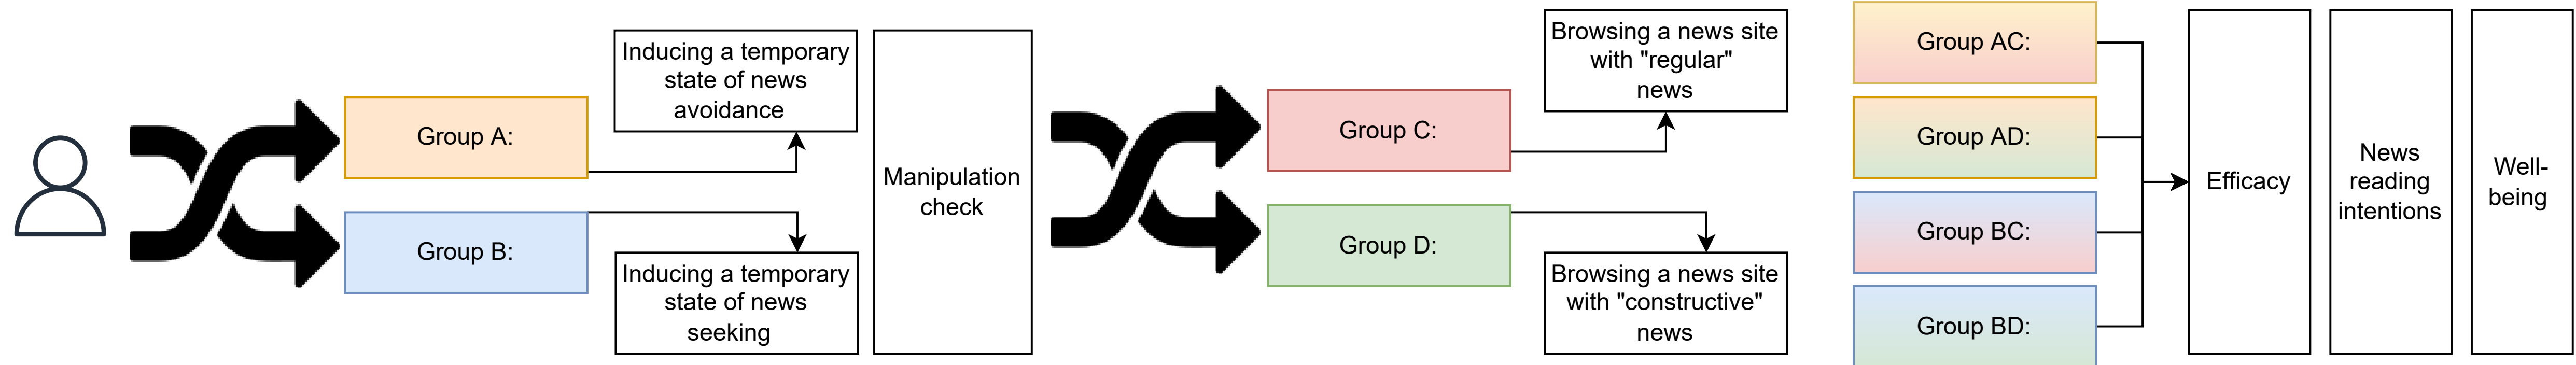 Group A:
Group B:
Inducing a temporary
state of news
avoidance
Inducing a temporary
state of news
seeking
Manipulation
check
Group C:
Group D:
Browsing a news site
with "regular"
news
Browsing a news site
with "constructive"
news
Group AC:
Group AD:
Group BC:
Group BD:
Efficacy
News
reading
intentions
Well-
being